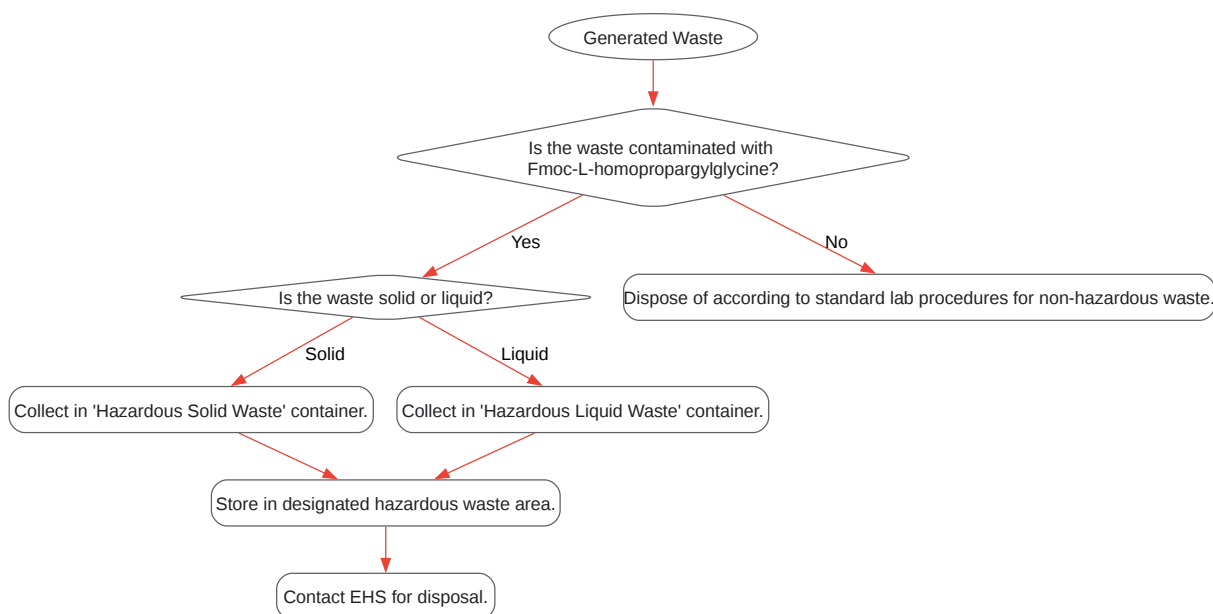 Generated Waste
Is the waste contaminated with
Fmoc-L-homopropargylglycine?
Yes
No
Is the waste solid or liquid?
Dispose of according to standard lab procedures for non-hazardous waste.
Solid
Liquid
Collect in 'Hazardous Solid Waste' container.
Collect in 'Hazardous Liquid Waste' container.
Store in designated hazardous waste area.
Contact EHS for disposal.